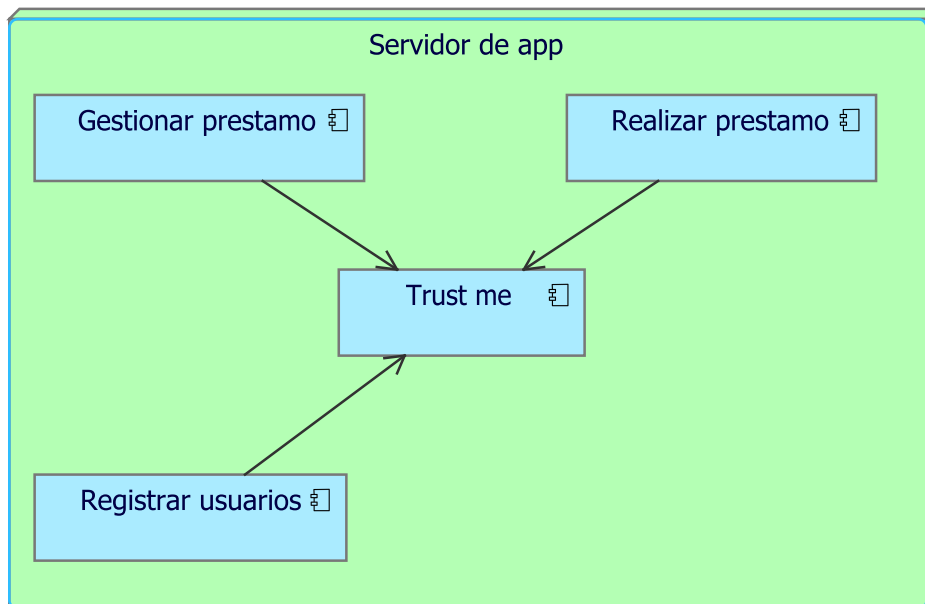 Servidor de app
Gestionar prestamo
Realizar prestamo
Trust me
Registrar usuarios